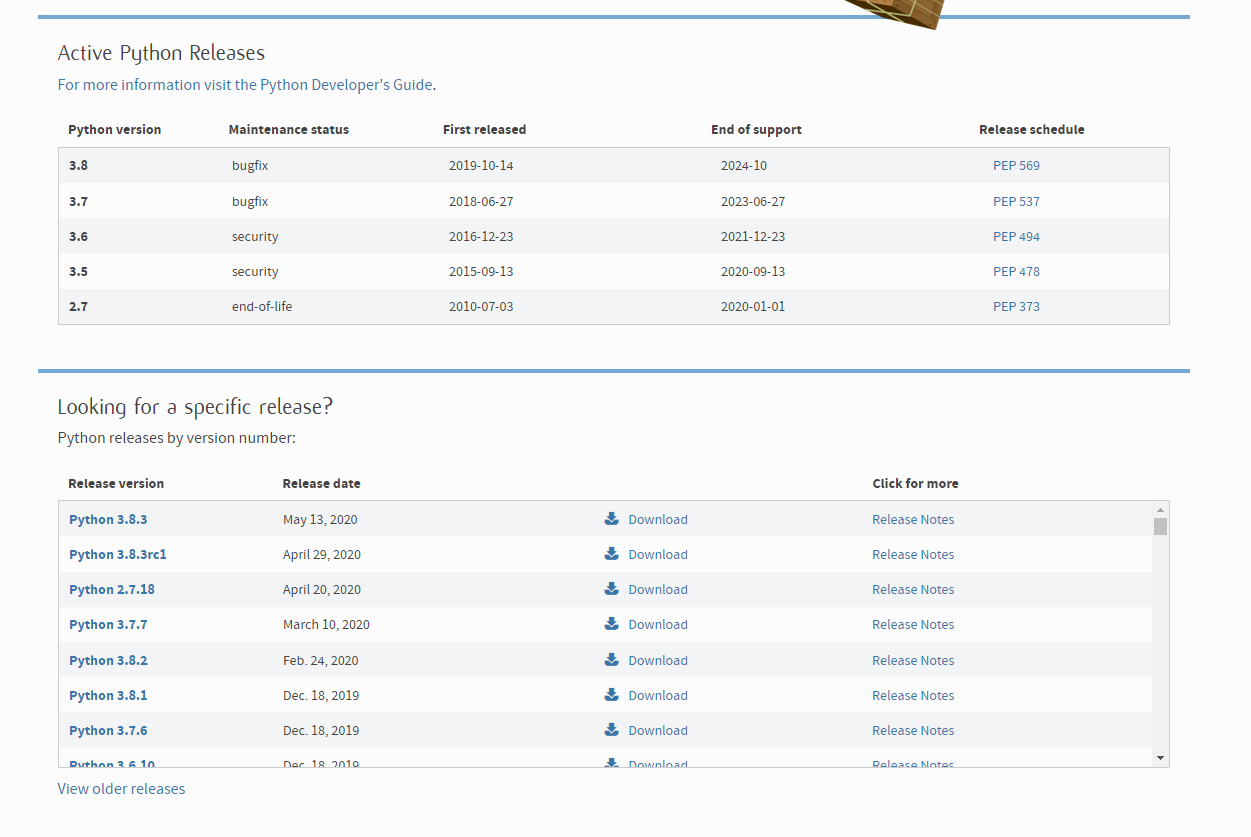 Active Python Releases
For more information visit the Python Developer's Guide.
Python version Maintenance status First released End of support Release schedule
3.8 bugfix 2019-10-14 2024-10 PEP 569
3.7 bugfix 2018-06-27 2023-06-27 PEP 537
3.6 security 2016-12-23 2021-12-23 PEP 494
3.5 security 2015-09-13 2020-09-13 PEP 478
2.7 end-of-life 2010-07-03 2020-01-01 PEP 373
Looking for a specific release?
Python releases by version number:
Release version Release date Click for more
Python 3.8.3 May 13, 2020 Download Release Notes
Python 3.8.3rc1 April 29, 2020 Download Release Notes
Python 2.7.18 April 20, 2020 Download Release Notes
Python 3.7.7 March 10, 2020 Download Release Notes
Python 3.8.2 Feb. 24, 2020 Download Release Notes
Python 3.8.1 Dec. 18, 2019 Download Release Notes
Python 3.7.6 Dec. 18, 2019 Download Release Notes
Python 3.6.10 Dec. 18, 2019 Download Release Notes
View older releases